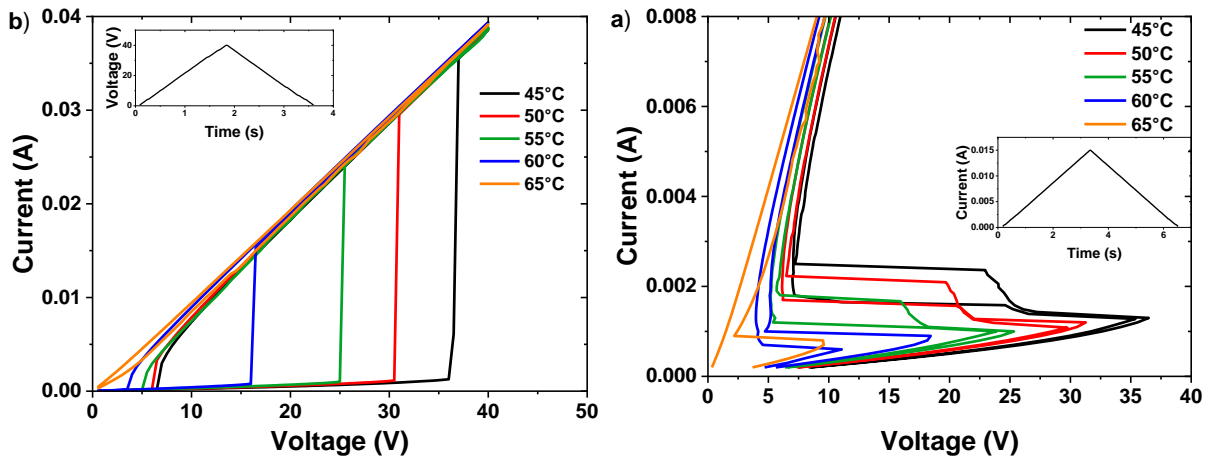 b)
0.04
0.03
0.02
0.01
0.00
0 10 20 30 40 50
Current (A)
Voltage (V)
45°C
50°C
55°C
60°C
65°C
Voltage (V)
40
20
0
0 1 2 3 4
Time (s)
a)
0.008
0.006
0.004
0.002
0.000
0 5 10 15 20 25 30 35 40
Current (A)
Voltage (V)
45°C
50°C
55°C
60°C
65°C
Current (A)
0.015
0.010
0.005
0.000
0 2 4 6
Time (s)